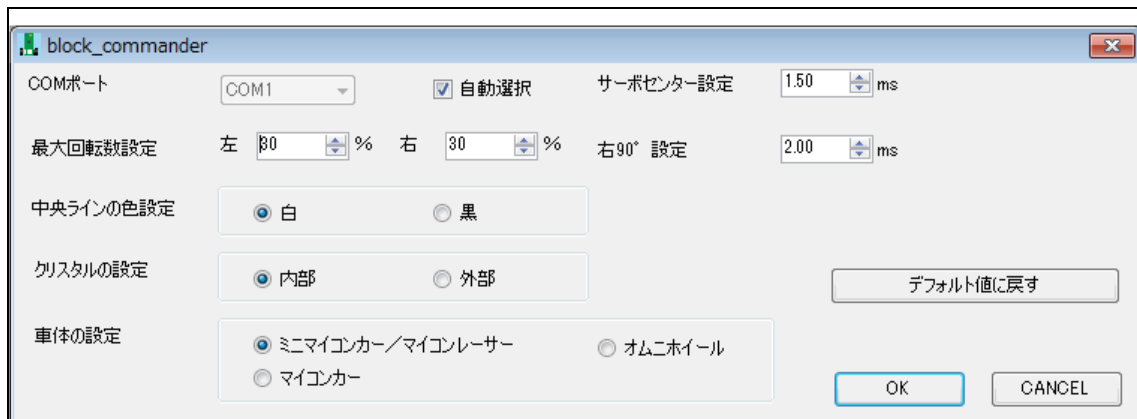 block_commander
COMポート COM1 自動選択 サーボセンター設定 1.50 ms
最大回転数設定 左 30 % 右 30 % 右90°設定 2.00 ms
中央ラインの色設定 白 黒
クリスタルの設定 内部 外部
デフォルト値に戻す
車体の設定 ミニマイコンカー/マイコンレーサー オムニホイール
マイコンカー
OK CANCEL